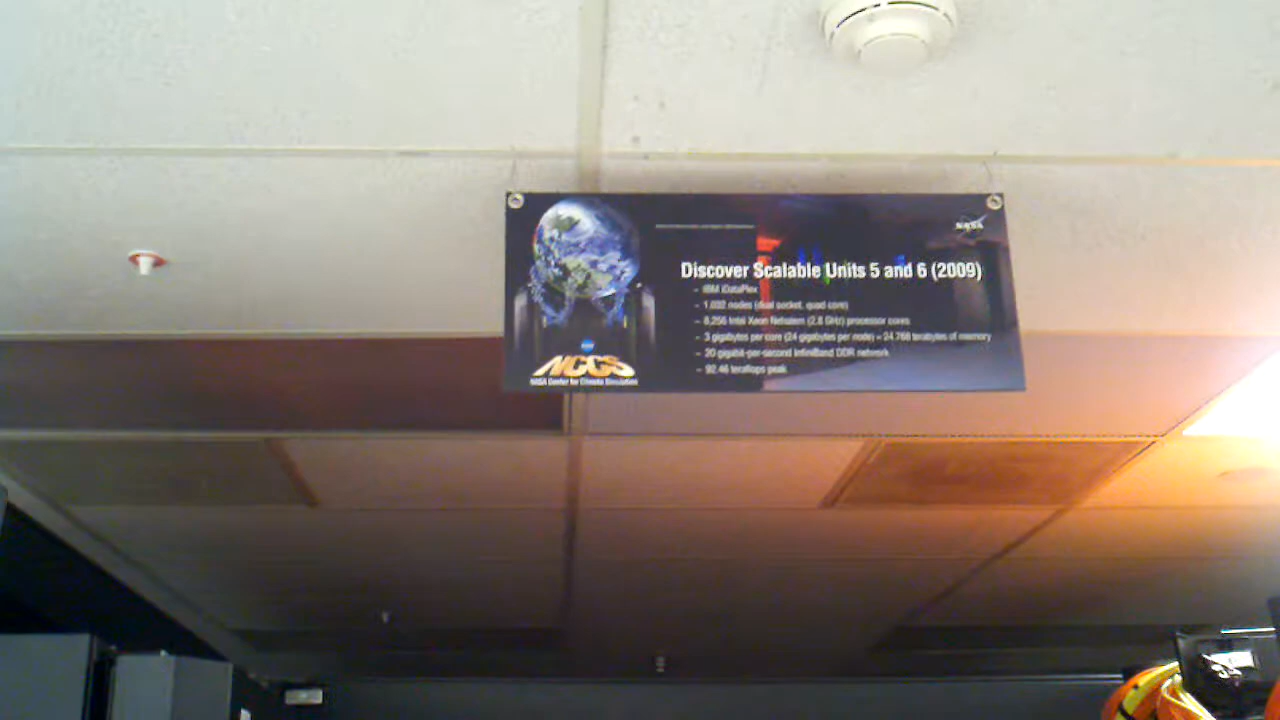 NASA
Discover Scalable Units 5 and 6 (2009)
– IBM iDataPlex
– 1,032 nodes (dual socket, quad core)
– 8,256 Intel Xeon Nehalem (2.8 GHz) processor cores
– 3 gigabytes per core (24 gigabytes per node) – 24.768 terabytes of memory
– 20 gigabit-per-second InfiniBand DDR network
– 92.46 teraflops peak
NCCS
NASA Center for Climate Simulation